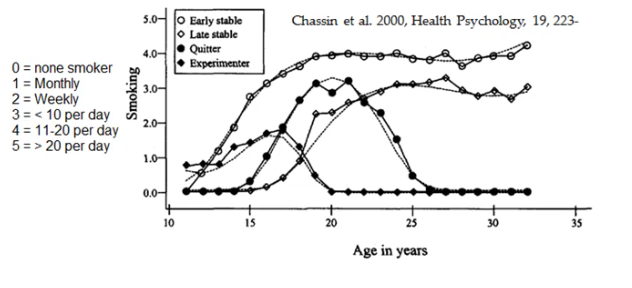 Chassin et al. 2000, Health Psychology, 19, 223-
Early stable
Late stable
Quitter
Experimenter
0 = none smoker
1 = Monthly
2 = Weekly
3 = < 10 per day
4 = 11-20 per day
5 = > 20 per day
Smoking
5.0
4.0
3.0
2.0
1.0
0.0
10 15 20 25 30 35
Age in years